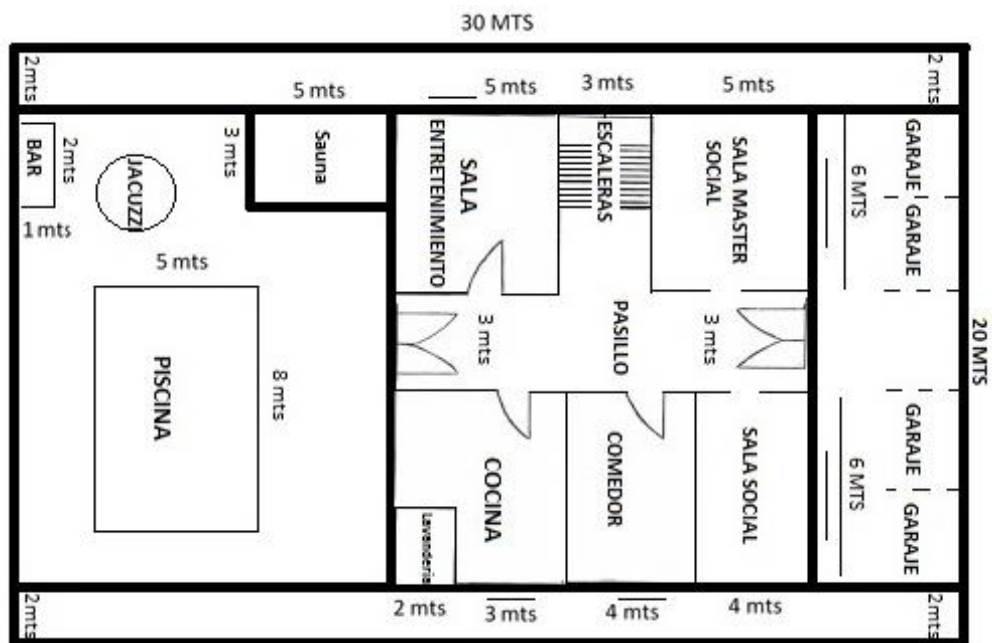 30 MTS
2mts
2 mts
5 mts
5 mts
3 mts
5 mts
BAR
2mts
JACUZZI
3 mts
Sauna
SALA
ENTRETENIMIENTO
ESCALERAS
SALA MASTER
SOCIAL
6 MTS
GARAJE
GARAJE
1 mts
5 mts
PISCINA
8 mts
3 mts
PASILLO
3 mts
20 MTS
COCINA
Lavanderia
COMEDOR
SALA SOCIAL
6 MTS
GARAJE
GARAJE
2mts
2 mts
3 mts
4 mts
4 mts
2mts